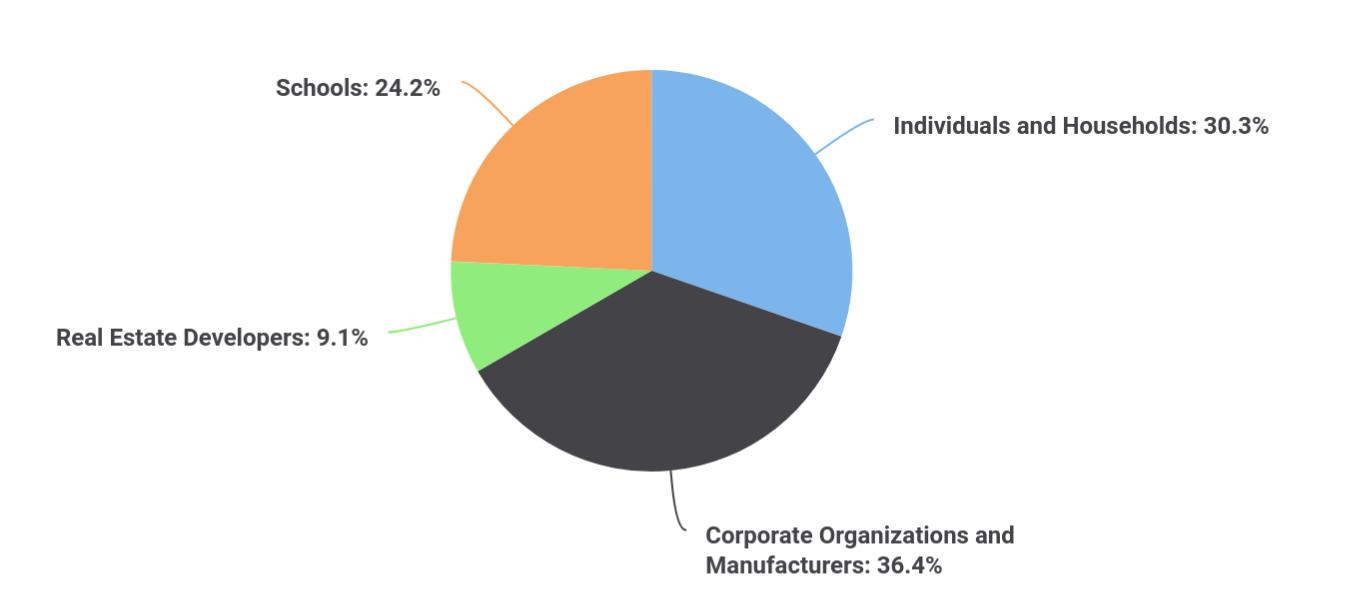 Schools: 24.2%
Individuals and Households: 30.3%
Real Estate Developers: 9.1%
Corporate Organizations and
Manufacturers: 36.4%